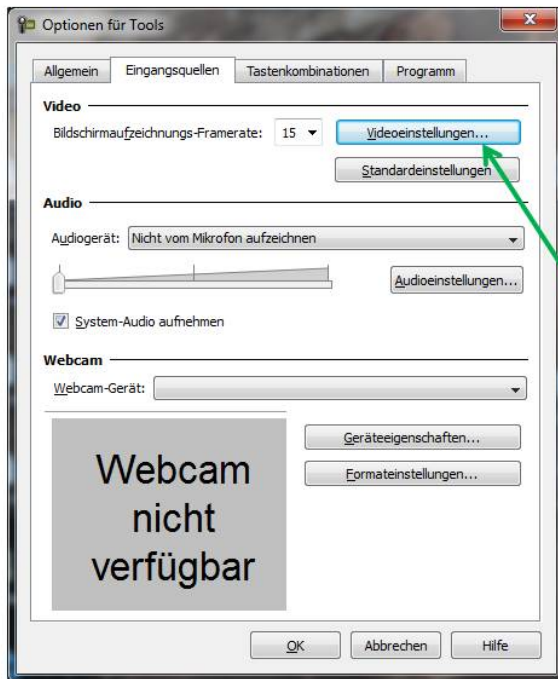 Optionen für Tools
Allgemein Eingangsquellen Tastenkombinationen Programm
Video
Bildschirmaufzeichnungs-Framerate: 15 Videoeinstellungen...
Standardeinstellungen
Audio
Audiogerät: Nicht vom Mikrofon aufzeichnen
Audioeinstellungen...
System-Audio aufnehmen
Webcam
Webcam-Gerät:
Geräteeigenschaften...
Formateinstellungen...
Webcam
nicht
verfügbar
OK Abbrechen Hilfe